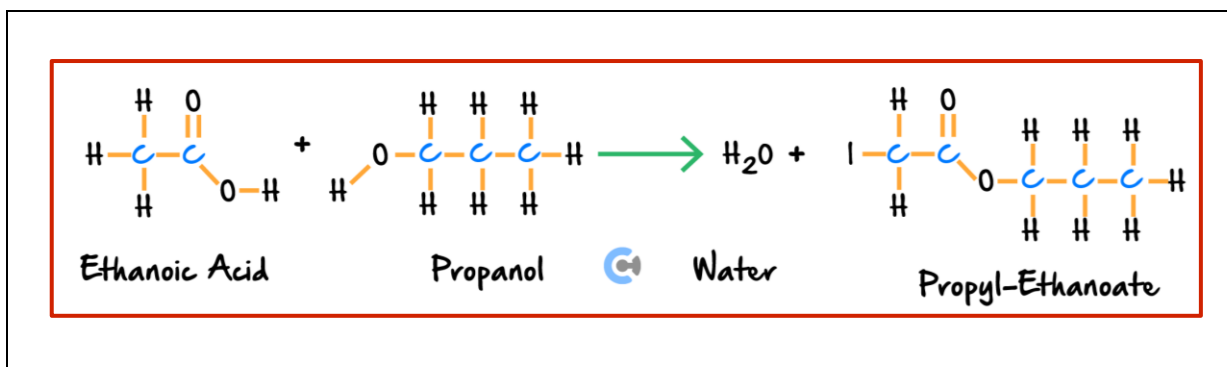 H O H H H H O
H C C + O C C C H H₂O + I C C H H H
O H H O C C C H
H H H H H H H H H
Ethanoic Acid Propanol Water Propyl-Ethanoate